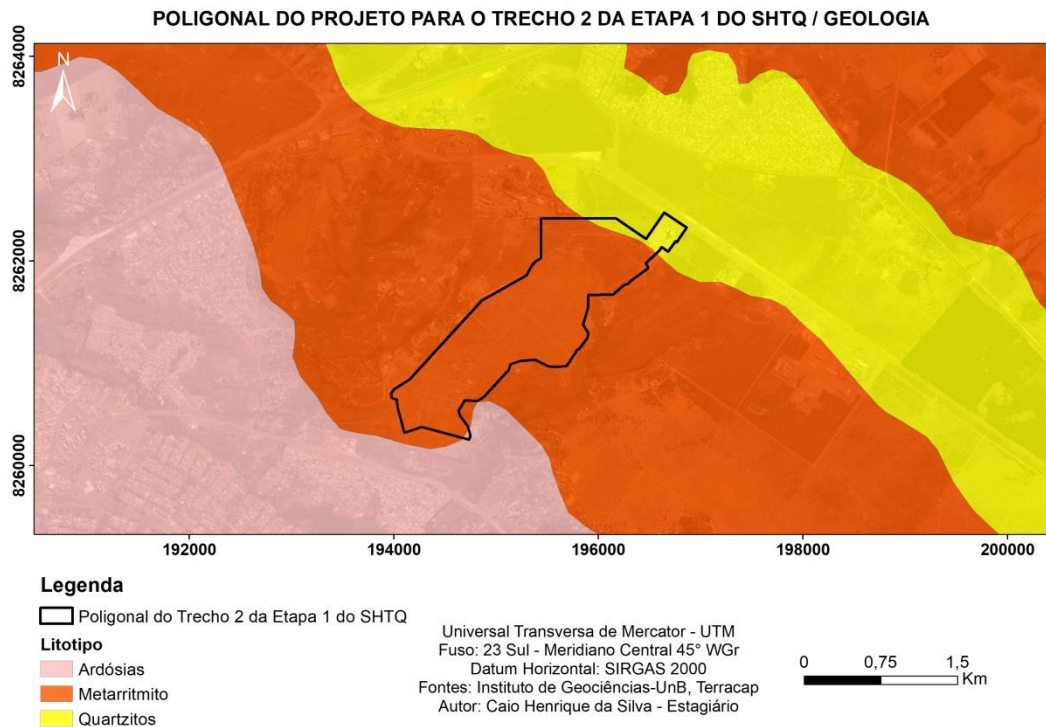 POLIGONAL DO PROJETO PARA O TRECHO 2 DA ETAPA 1 DO SHTQ / GEOLOGIA
N
8264000
8262000
8260000
192000
194000
196000
198000
200000
Legenda
Poligonal do Trecho 2 da Etapa 1 do SHTQ
Litotipo
Ardósias
Metarritmito
Quartzitos
Universal Transversa de Mercator - UTM
Fuso: 23 Sul - Meridiano Central 45° WGr
Datum Horizontal: SIRGAS 2000
Fontes: Instituto de Geociências-UnB, Terracap
Autor: Caio Henrique da Silva - Estagiário
0 0,75 1,5
Km